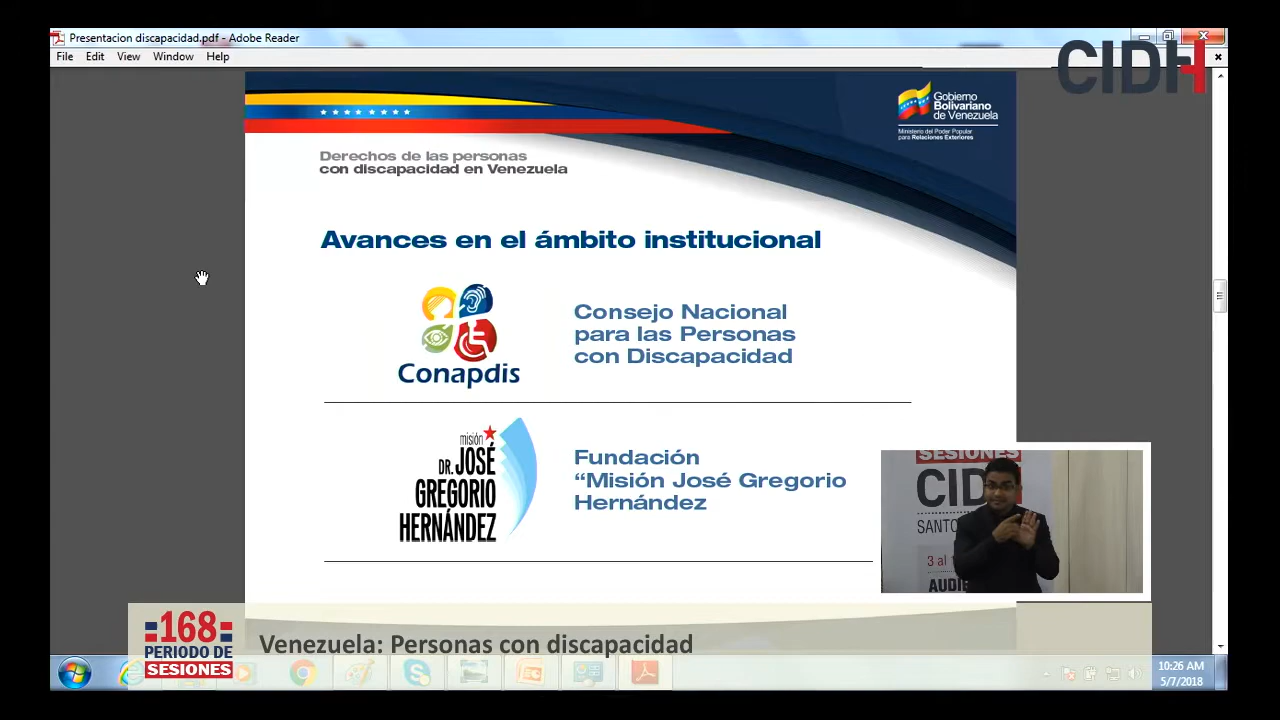 Presentacion discapacidad.pdf - Adobe Reader
File Edit View Window Help
CIDH
Gobierno
Bolivariano
de Venezuela
Ministerio del Poder Popular
para Relaciones Exteriores
Derechos de las personas
con discapacidad en Venezuela
Avances en el ámbito institucional
Conapdis
Consejo Nacional
para las Personas
con Discapacidad
misión
DR. JOSÉ
GREGORIO
HERNÁNDEZ
Fundación
“Misión José Gregorio
Hernández
SESIONES
CID
SANTO
3 al
AUDI
168
PERIODO DE
SESIONES
Venezuela: Personas con discapacidad
10:26 AM
5/7/2018